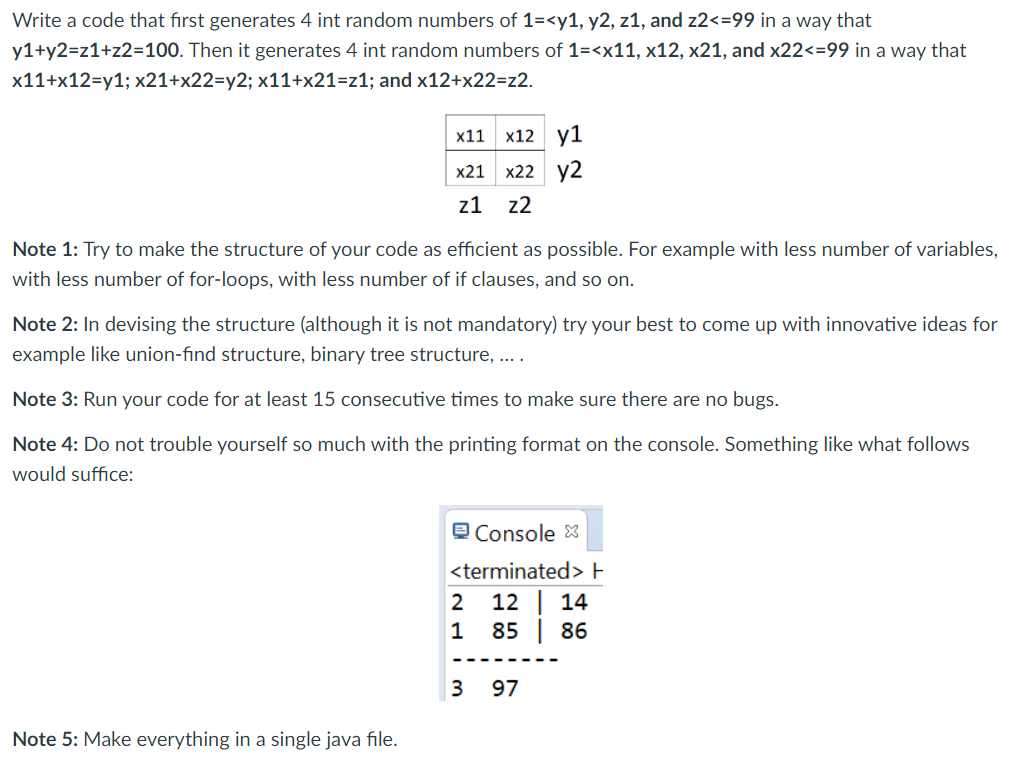 Write a code that first generates 4 int random numbers of 1=<y1, y2, z1, and z2<=99 in a way that
y1+y2=z1+z2=100. Then it generates 4 int random numbers of 1=<x11, x12, x21, and x22<=99 in a way that
x11+x12=y1; x21+x22=y2; x11+x21=z1; and x12+x22=z2.
x11 x12 y1
x21 x22 y2
z1 z2
Note 1: Try to make the structure of your code as efficient as possible. For example with less number of variables,
with less number of for-loops, with less number of if clauses, and so on.
Note 2: In devising the structure (although it is not mandatory) try your best to come up with innovative ideas for
example like union-find structure, binary tree structure, ... .
Note 3: Run your code for at least 15 consecutive times to make sure there are no bugs.
Note 4: Do not trouble yourself so much with the printing format on the console. Something like what follows
would suffice:
Console
<terminated> H
2 12 | 14
1 85 | 86
--------
3 97
Note 5: Make everything in a single java file.